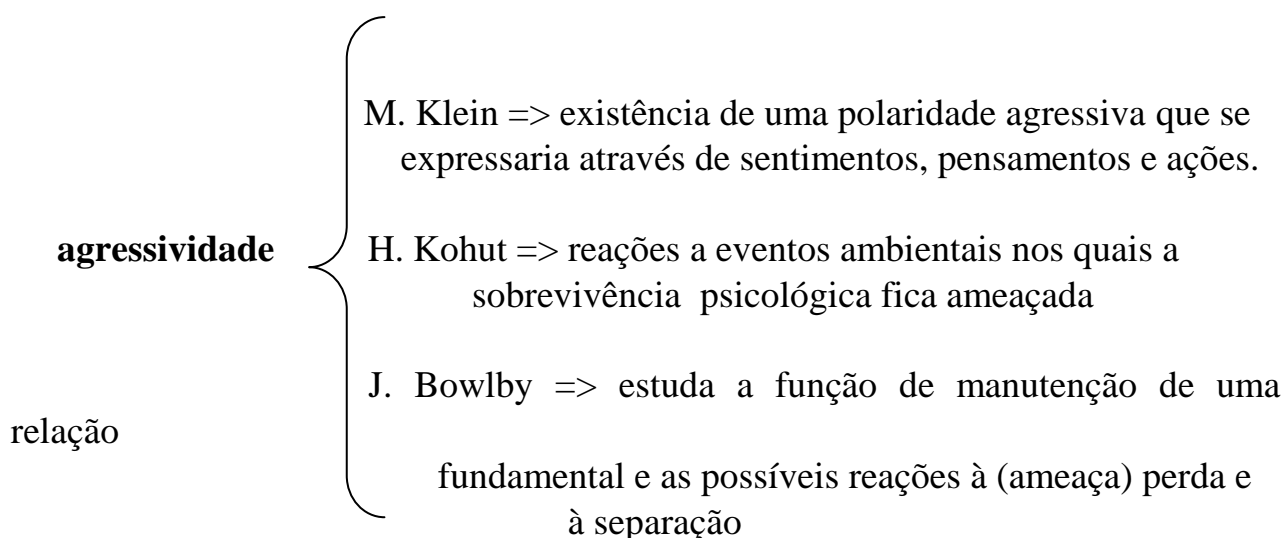 M. Klein => existência de uma polaridade agressiva que se
expressaria através de sentimentos, pensamentos e ações.
agressividade
H. Kohut => reações a eventos ambientais nos quais a
sobrevivência psicológica fica ameaçada
J. Bowlby => estuda a função de manutenção de uma
relação
fundamental e as possíveis reações à (ameaça) perda e
à separação